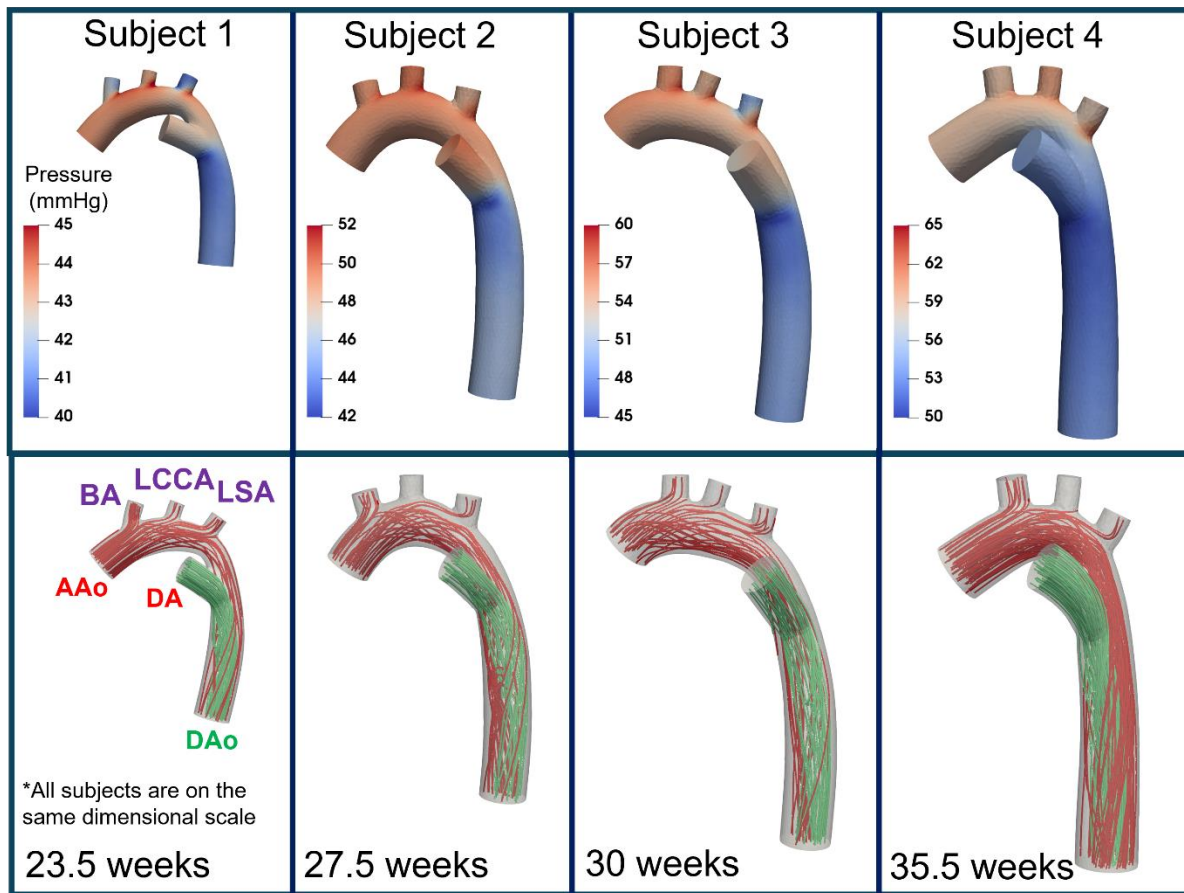 Subject 1
Subject 2
Subject 3
Subject 4
Pressure
(mmHg)
45
44
43
42
41
40
52
50
48
46
44
42
60
57
54
51
48
45
65
62
59
56
53
50
BA
LCCA
LSA
AAo
DA
DAo
*All subjects are on the
same dimensional scale
23.5 weeks
27.5 weeks
30 weeks
35.5 weeks